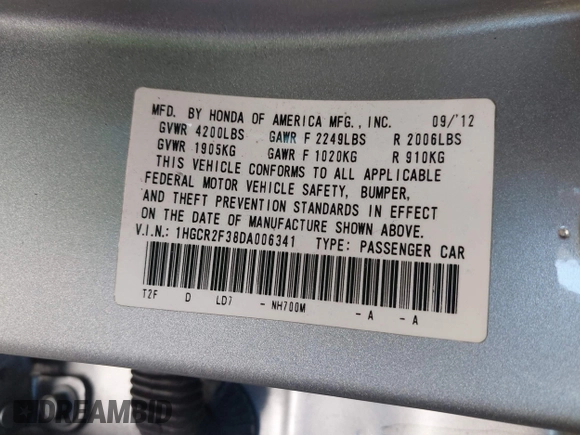 MFD. BY HONDA OF AMERICA MFG., INC. 09/'12
GVWR 4200LBS GAWR F 2249LBS R 2006LBS
GVWR 1905KG GAWR F 1020KG R 910KG
THIS VEHICLE CONFORMS TO ALL APPLICABLE
FEDERAL MOTOR VEHICLE SAFETY, BUMPER,
AND THEFT PREVENTION STANDARDS IN EFFECT
ON THE DATE OF MANUFACTURE SHOWN ABOVE.
V.I.N.: 1HGCR2F38DA006341 TYPE: PASSENGER CAR
T2F D LD7 - NH700M - A - A
DREAMBID